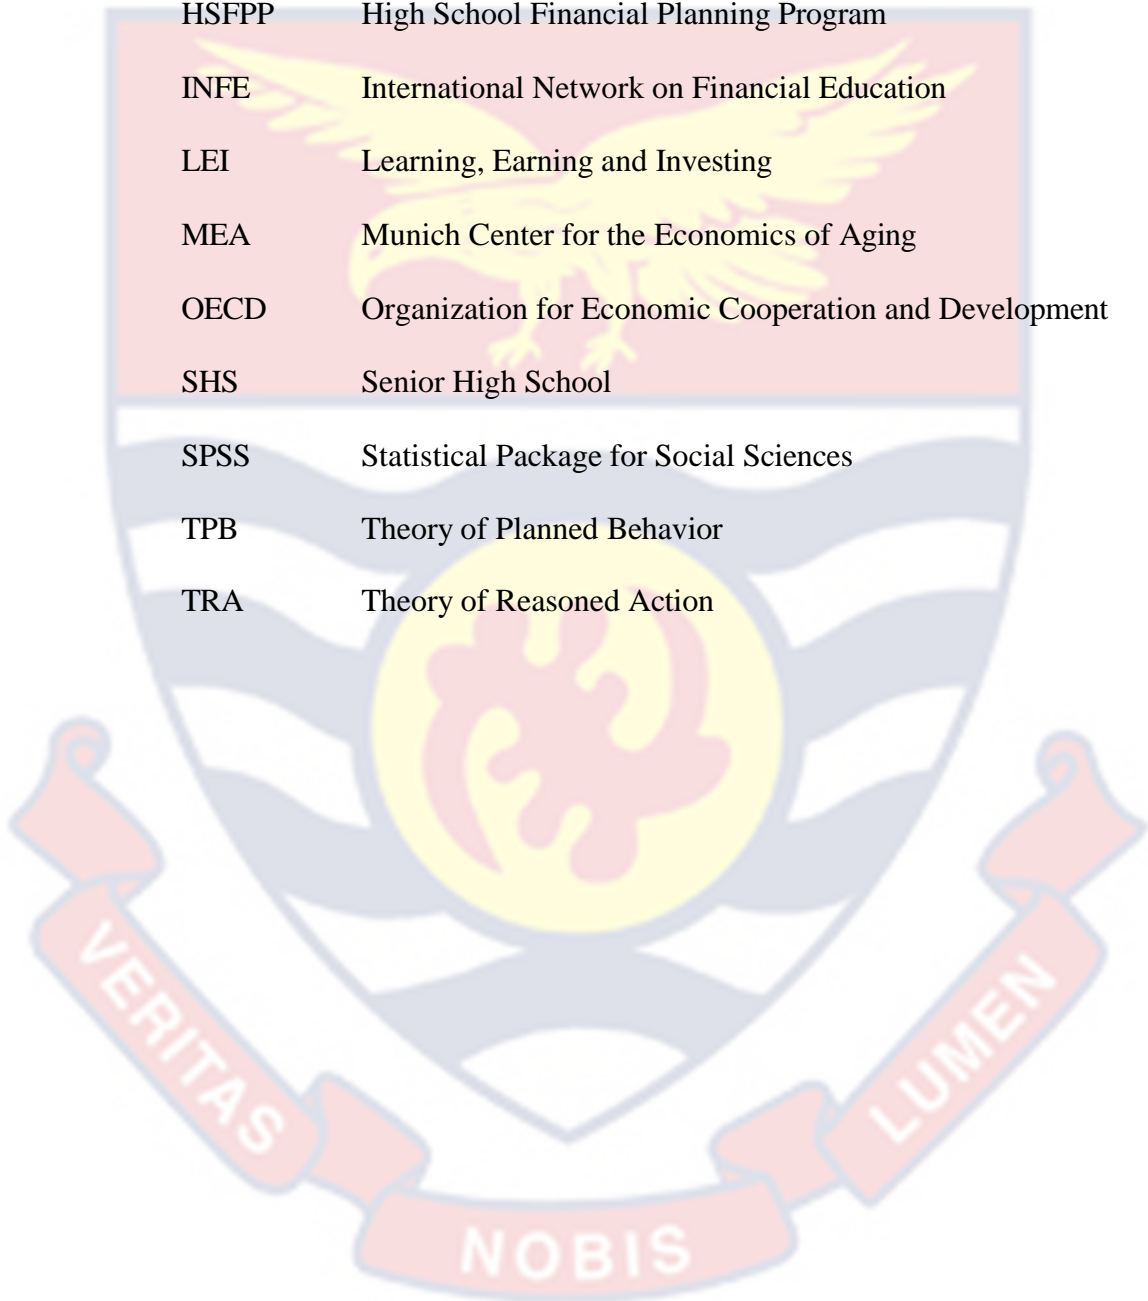 HSFPP High School Financial Planning Program
INFE International Network on Financial Education
LEI Learning, Earning and Investing
MEA Munich Center for the Economics of Aging
OECD Organization for Economic Cooperation and Development
SHS Senior High School
SPSS Statistical Package for Social Sciences
TPB Theory of Planned Behavior
TRA Theory of Reasoned Action
VERITAS
NOBIS
LUMEN